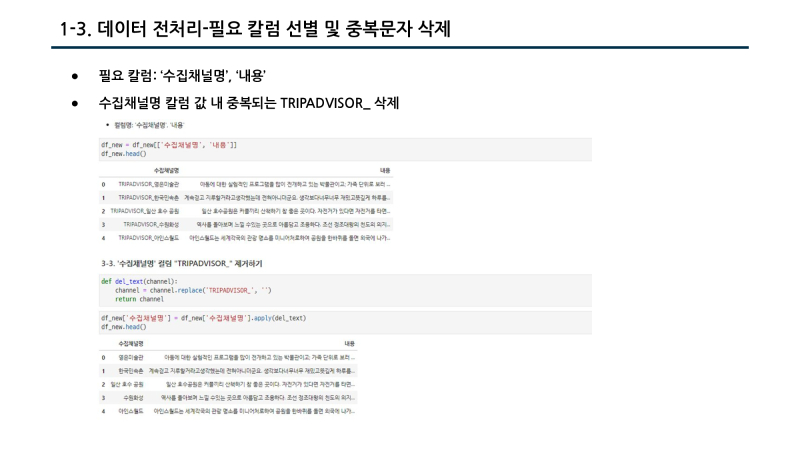 1-3. 데이터 전처리-필요 칼럼 선별 및 중복문자 삭제
● 필요 칼럼: ‘수집채널명’, ‘내용’
● 수집채널명 칼럼 값 내 중복되는 TRIPADVISOR_ 삭제
• 컬럼명: '수집채널명', '내용'
df_new = df_new[['수집채널명', '내용']]
df_new.head()
수집채널명 내용
0 TRIPADVISOR_영은미술관 아동에 대한 실험적인 프로그램을 많이 전개하고 있는 박물관이고; 가족 단위로 보러 ...
1 TRIPADVISOR_한국민속촌 계속걷고 지루할거라고생각했는데 전혀아니더군요. 생각보다너무너무 재밌고뜻깊게 하루를...
2 TRIPADVISOR_일산 호수 공원 일산 호수공원은 커플끼리 산책하기 참 좋은 곳이다. 자전거가 있다면 자전거를 타면...
3 TRIPADVISOR_수원화성 역사를 돌아보며 느낄 수있는 곳으로 아름답고 조용하다. 조선 정조대왕의 천도의 의지...
4 TRIPADVISOR_아인스월드 아인스월드는 세계각국의 관광 명소를 미니어처로하여 공원을 한바퀴를 돌면 외국에 나가...
3-3. '수집채널명' 컬럼 "TRIPADVISOR_" 제거하기
def del_text(channel):
channel = channel.replace('TRIPADVISOR_', '')
return channel
df_new['수집채널명'] = df_new['수집채널명'].apply(del_text)
df_new.head()
수집채널명 내용
0 영은미술관 아동에 대한 실험적인 프로그램을 많이 전개하고 있는 박물관이고; 가족 단위로 보러 ...
1 한국민속촌 계속걷고 지루할거라고생각했는데 전혀아니더군요. 생각보다너무너무 재밌고뜻깊게 하루를...
2 일산 호수 공원 일산 호수공원은 커플끼리 산책하기 참 좋은 곳이다. 자전거가 있다면 자전거를 타면...
3 수원화성 역사를 돌아보며 느낄 수있는 곳으로 아름답고 조용하다. 조선 정조대왕의 천도의 의지...
4 아인스월드 아인스월드는 세계각국의 관광 명소를 미니어처로하여 공원을 한바퀴를 돌면 외국에 나가...